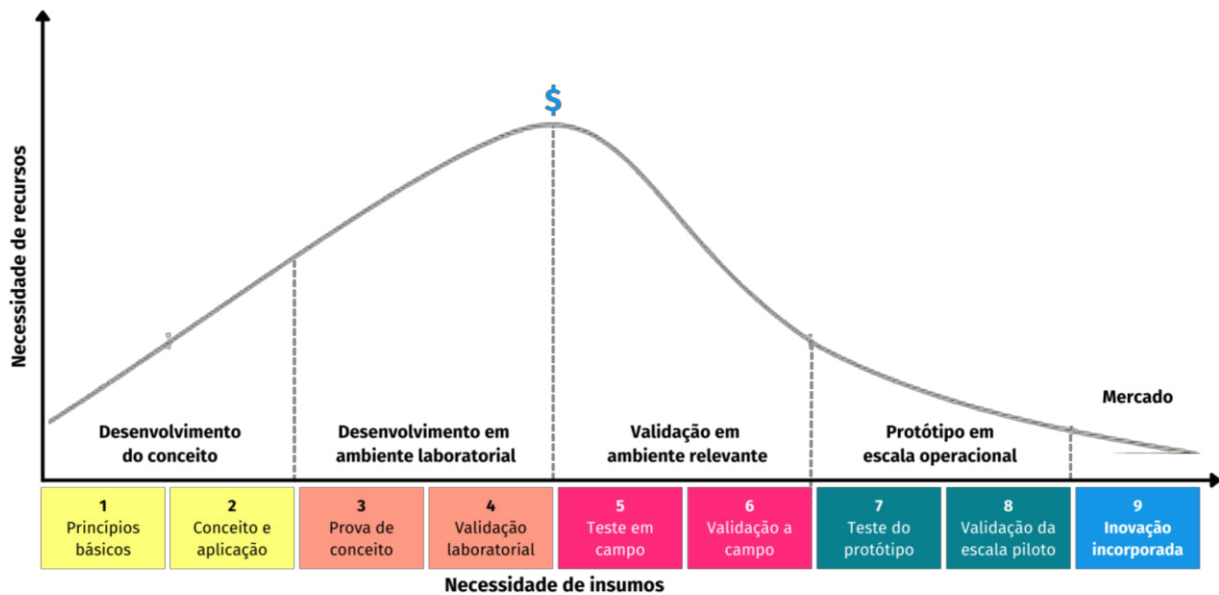 $
Necessidade de recursos
Mercado
Desenvolvimento
do conceito
Desenvolvimento em
ambiente laboratorial
Validação em
ambiente relevante
Protótipo em
escala operacional
1
Princípios
básicos
2
Conceito e
aplicação
3
Prova de
conceito
4
Validação
laboratorial
5
Teste em
campo
6
Validação a
campo
7
Teste do
protótipo
8
Validação da
escala piloto
9
Inovação
incorporada
Necessidade de insumos